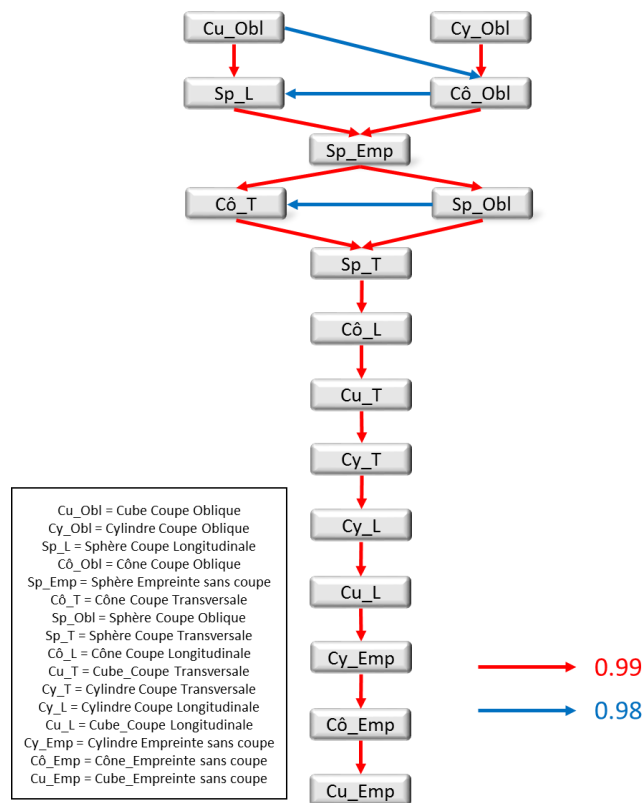 Cu_Obl
Cy_Obl
Sp_L
Cô_Obl
Sp_Emp
Cô_T
Sp_Obl
Sp_T
Cô_L
Cu_T
Cy_T
Cy_L
Cu_L
Cy_Emp
Cô_Emp
Cu_Emp
Cu_Obl = Cube Coupe Oblique
Cy_Obl = Cylindre Coupe Oblique
Sp_L = Sphère Coupe Longitudinale
Cô_Obl = Cône Coupe Oblique
Sp_Emp = Sphère Empreinte sans coupe
Cô_T = Cône Coupe Transversale
Sp_Obl = Sphère Coupe Oblique
Sp_T = Sphère Coupe Transversale
Cô_L = Cône Coupe Longitudinale
Cu_T = Cube_Coupe Transversale
Cy_T = Cylindre Coupe Transversale
Cy_L = Cylindre Coupe Longitudinale
Cu_L = Cube_Coupe Longitudinale
Cy_Emp = Cylindre Empreinte sans coupe
Cô_Emp = Cône_Empreinte sans coupe
Cu_Emp = Cube_Empreinte sans coupe
0.99
0.98